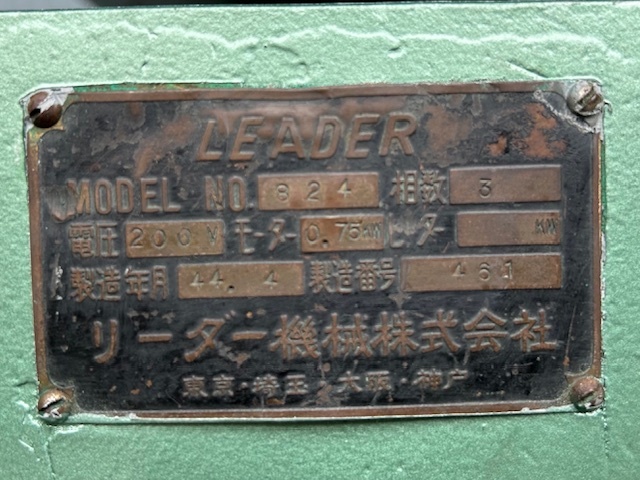 LEADER
MODEL NO. 824 相数 3
電圧 200V モーター 0.75KW ヒーター KW
製造年月 44.4 製造番号 461
リーダー機械株式会社
東京・埼玉・大阪・神戸